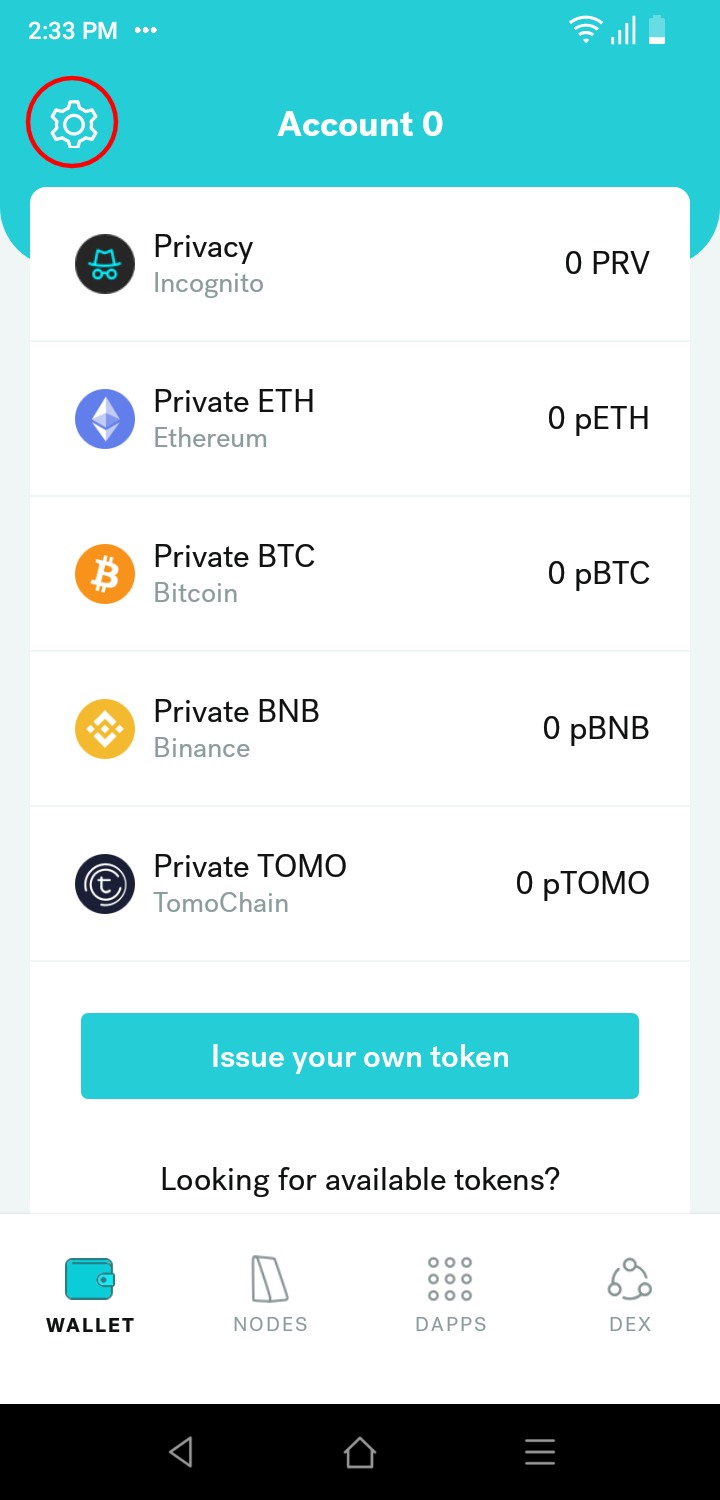 2:33 PM
Account 0
Privacy
Incognito
0 PRV
Private ETH
Ethereum
0 pETH
Private BTC
Bitcoin
0 pBTC
Private BNB
Binance
0 pBNB
Private TOMO
TomoChain
0 pTOMO
Issue your own token
Looking for available tokens?
WALLET
NODES
DAPPS
DEX